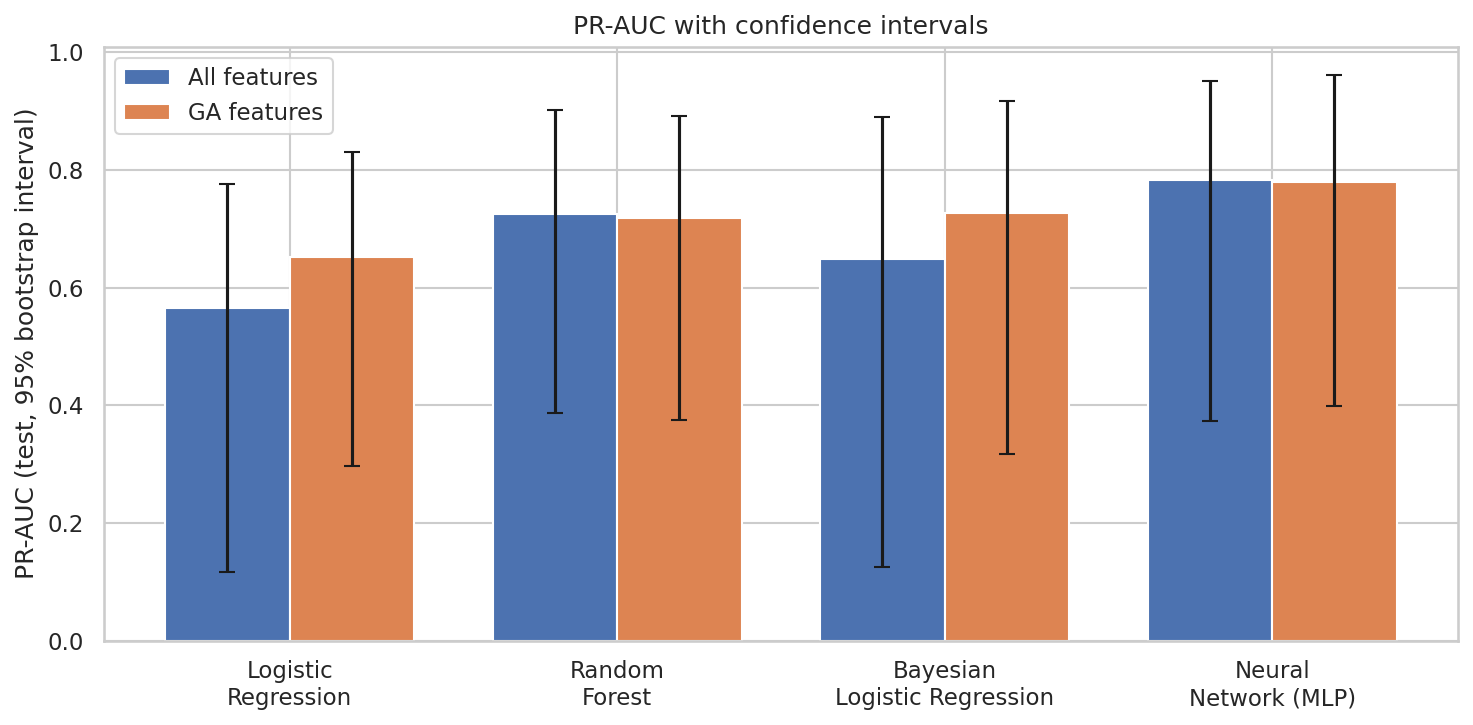 PR-AUC with confidence intervals
PR-AUC (test, 95% bootstrap interval)
1.0
0.8
0.6
0.4
0.2
0.0
All features
GA features
Logistic
Regression
Random
Forest
Bayesian
Logistic Regression
Neural
Network (MLP)